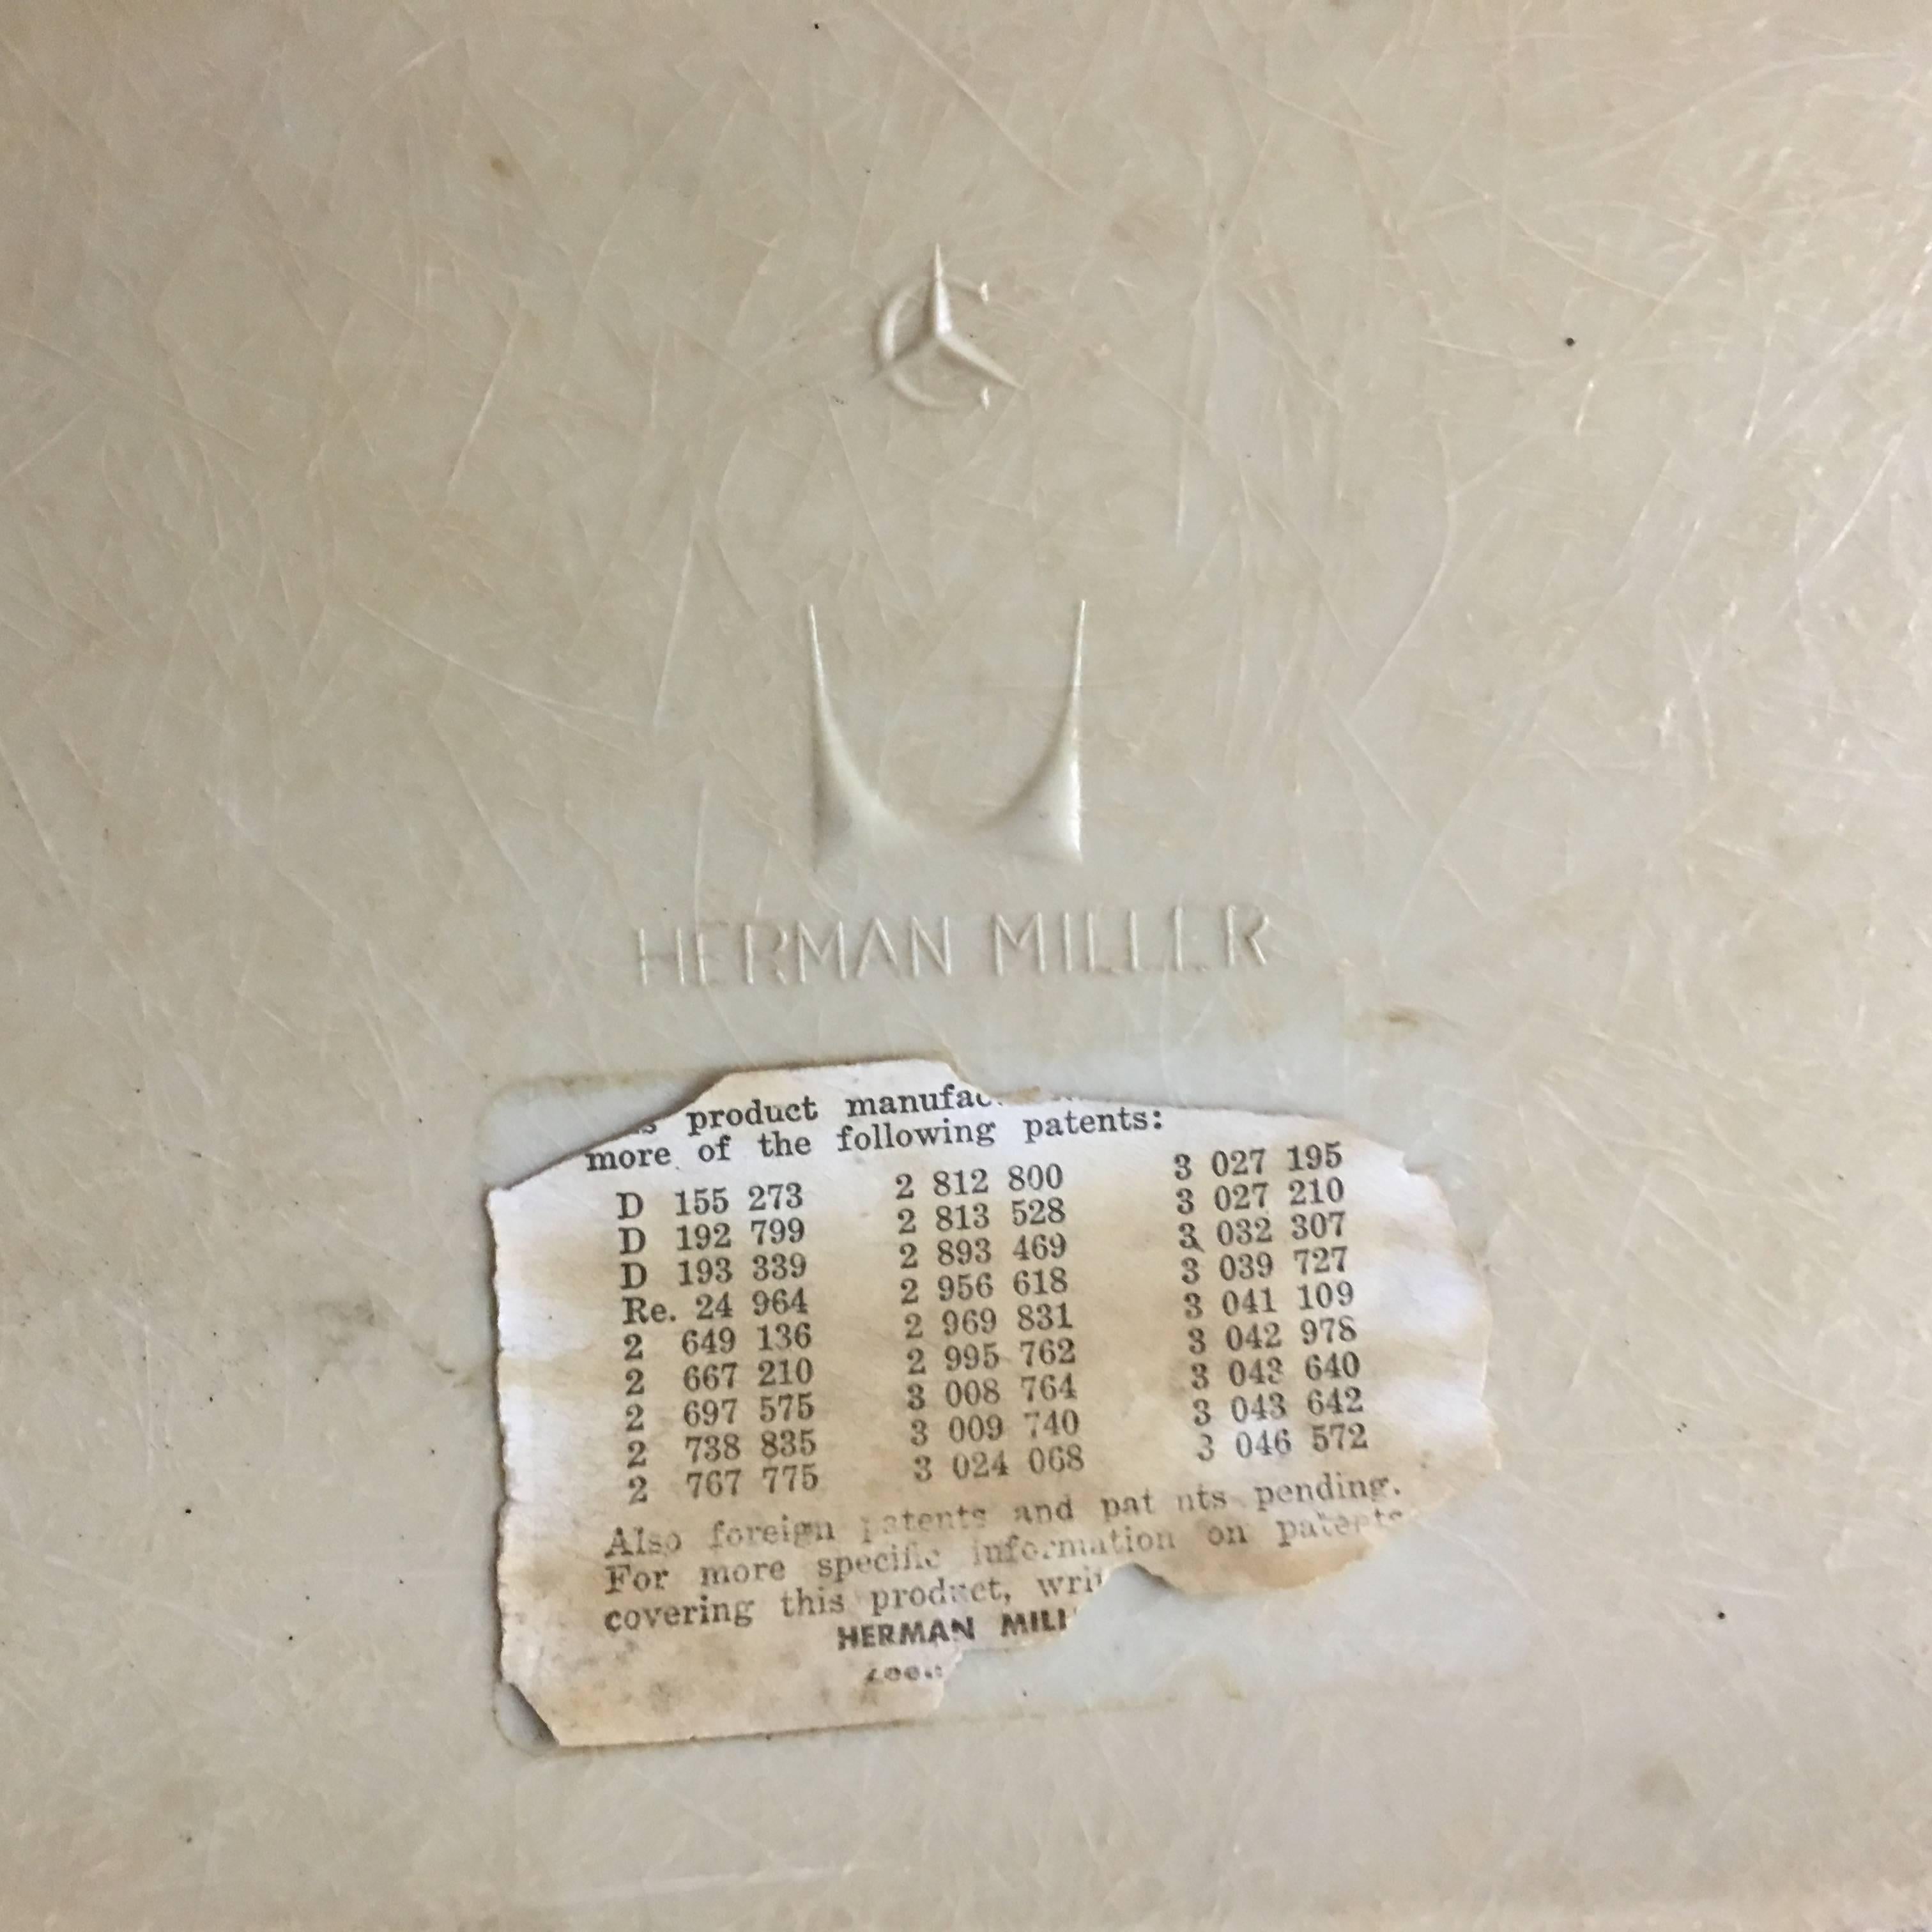 HERMAN MILLER
product
more of the following patents:
D 155 273 2 812 800 3 027 195
D 192 799 2 813 528 3 027 210
D 193 339 2 893 469 3 032 307
Re. 24 964 2 956 618 3 039 727
2 649 136 2 969 831 3 041 109
2 667 210 2 995 762 3 042 978
2 697 575 3 008 764 3 043 640
2 738 835 3 009 740 3 043 642
2 767 775 3 024 068 3 046 572
Also foreign patents and patents pending.
For more specific information on patents
covering this product,
HERMAN